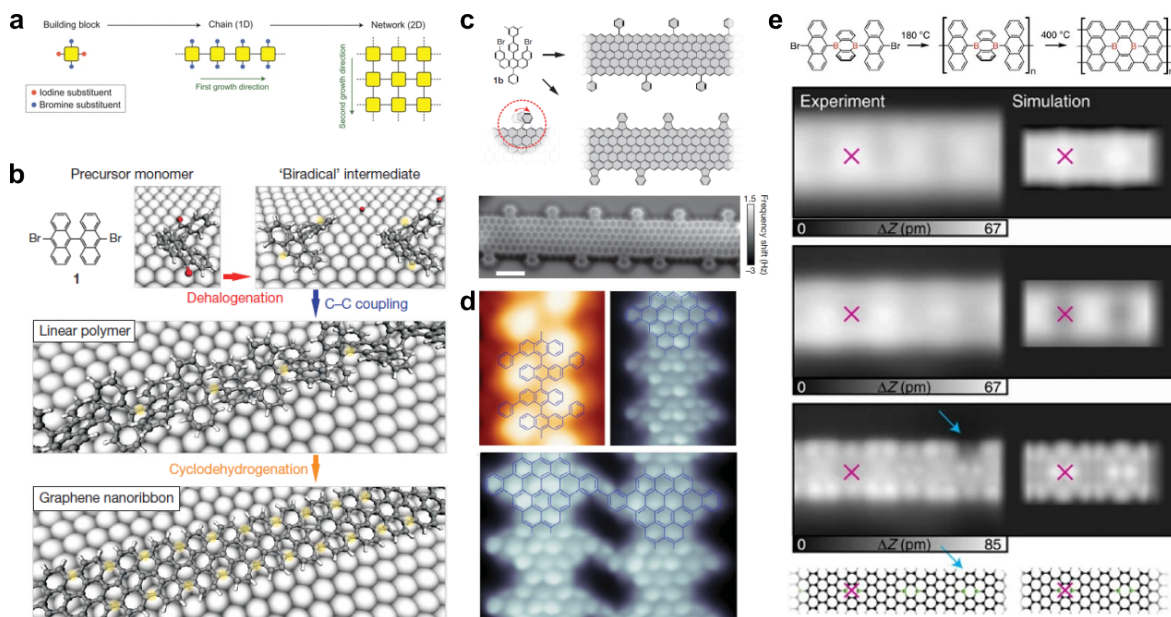 a
Building block
Chain (1D)
Network (2D)
First growth direction
Second growth direction
Iodine substituent
Bromine substituent
b
Precursor monomer
'Biradical' intermediate
Br
Br
1
Dehalogenation
C–C coupling
Linear polymer
Cyclodehydrogenation
Graphene nanoribbon
c
1b
1.5
Frequency shift (Hz)
–3
d
e
Br
B
B
Br
180 °C
B
B
n
400 °C
B
B
n
Experiment
Simulation
0
ΔZ (pm)
67
0
ΔZ (pm)
67
0
ΔZ (pm)
85